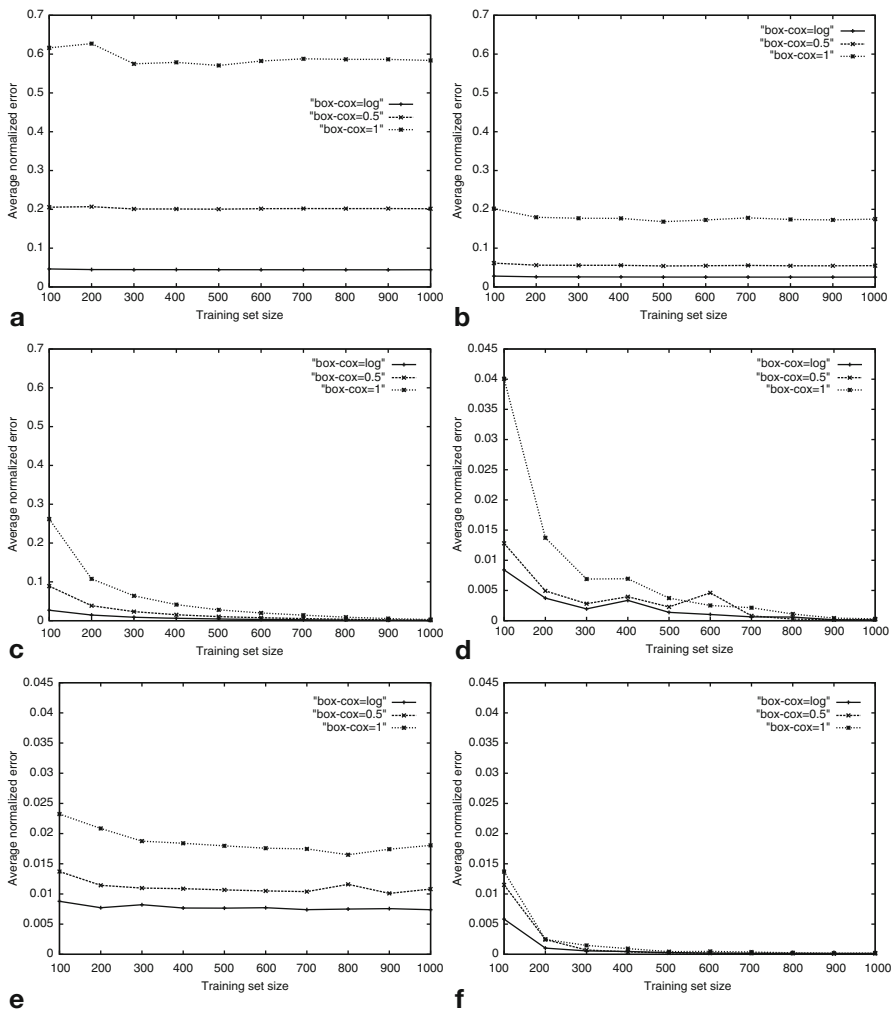 0.7
0.6
0.5
0.4
0.3
0.2
0.1
0
Average normalized error
"box-cox=log"
"box-cox=0.5"
"box-cox=1"
100 200 300 400 500 600 700 800 900 1000
Training set size
a
0.7
0.6
0.5
0.4
0.3
0.2
0.1
0
Average normalized error
"box-cox=log"
"box-cox=0.5"
"box-cox=1"
100 200 300 400 500 600 700 800 900 1000
Training set size
b
0.7
0.6
0.5
0.4
0.3
0.2
0.1
0
Average normalized error
"box-cox=log"
"box-cox=0.5"
"box-cox=1"
100 200 300 400 500 600 700 800 900 1000
Training set size
c
0.045
0.04
0.035
0.03
0.025
0.02
0.015
0.01
0.005
0
Average normalized error
"box-cox=log"
"box-cox=0.5"
"box-cox=1"
100 200 300 400 500 600 700 800 900 1000
Training set size
d
0.045
0.04
0.035
0.03
0.025
0.02
0.015
0.01
0.005
0
Average normalized error
"box-cox=log"
"box-cox=0.5"
"box-cox=1"
100 200 300 400 500 600 700 800 900 1000
Training set size
e
0.045
0.04
0.035
0.03
0.025
0.02
0.015
0.01
0.005
0
Average normalized error
"box-cox=log"
"box-cox=0.5"
"box-cox=1"
100 200 300 400 500 600 700 800 900 1000
Training set size
f